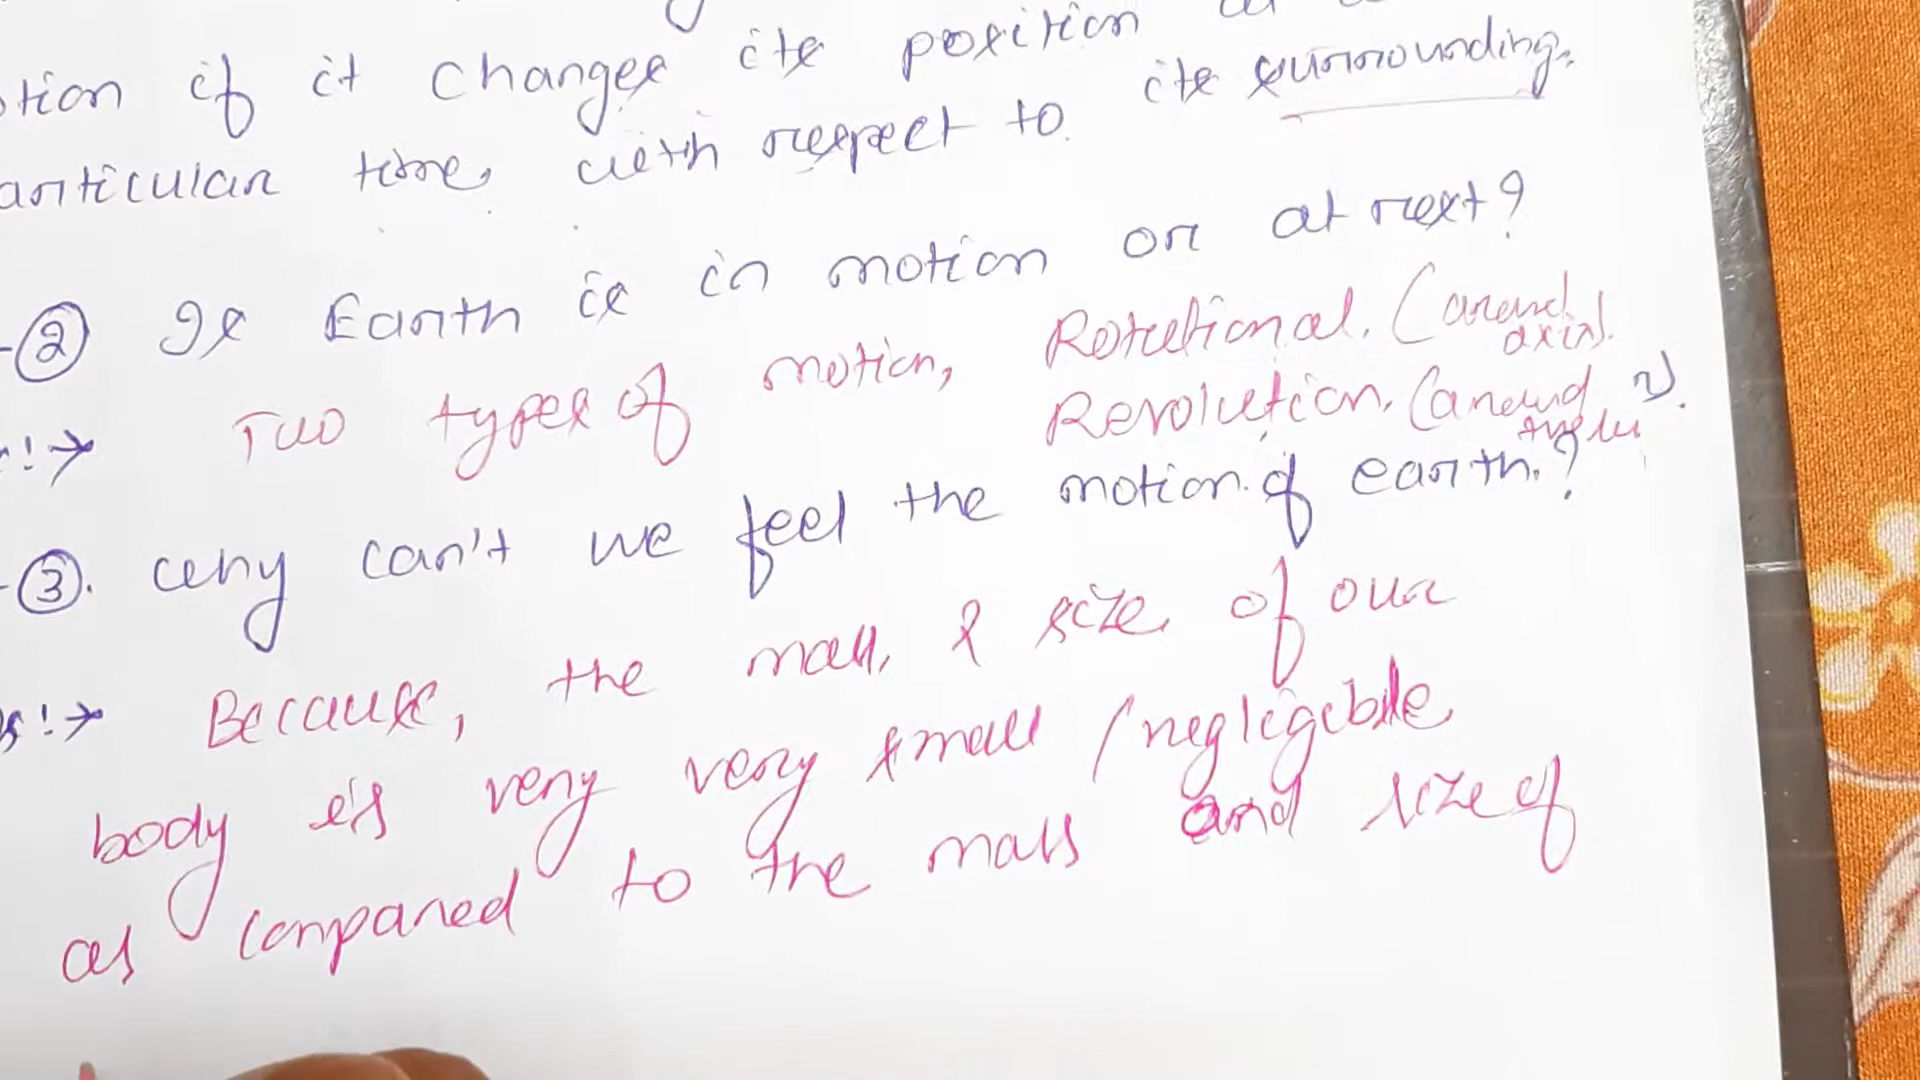 otion if it changes its position at
articular time, with respect to its surrounding.
-② Is Earth is in motion or at rest?
:→ Two types of motion, Rotational. (around axis).
Revolution. (around
-③. Why can't we feel the motion of earth.?
s:→ Because, the mass, & size of our
body is very very small / negligible
as compared to the mass and size of